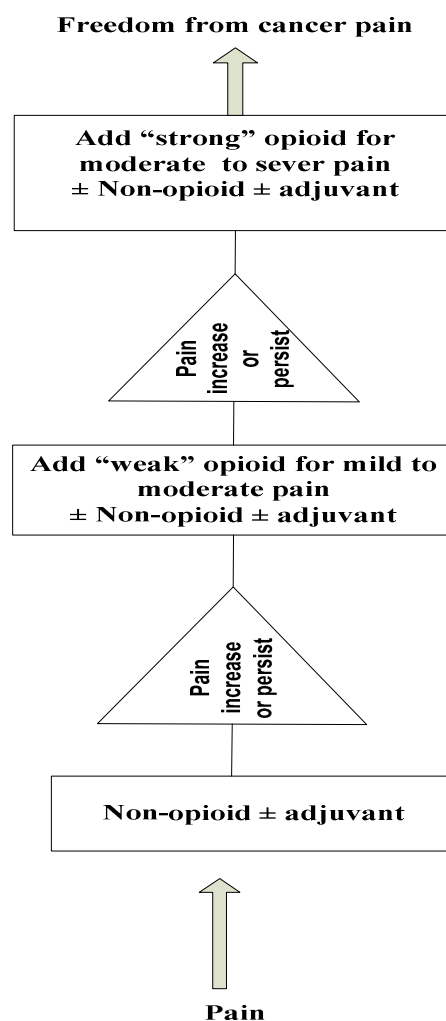 Freedom from cancer pain
Add “strong” opioid for
moderate to sever pain
± Non-opioid ± adjuvant
Pain
increase
or
persist
Add “weak” opioid for mild to
moderate pain
± Non-opioid ± adjuvant
Pain
increase
or persist
Non-opioid ± adjuvant
Pain